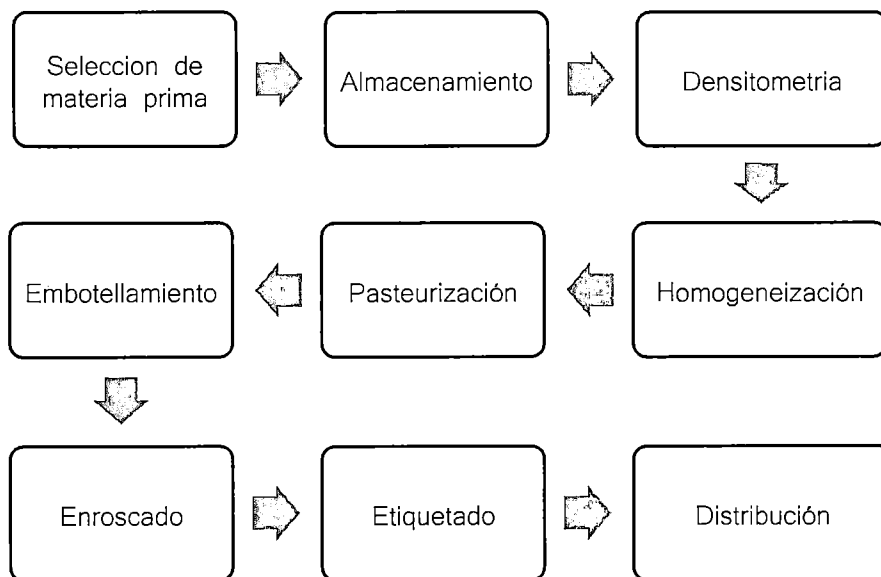 Seleccion de
materia prima
Almacenamiento
Densitometria
Homogeneización
Pasteurización
Embotellamiento
Enroscado
Etiquetado
Distribución